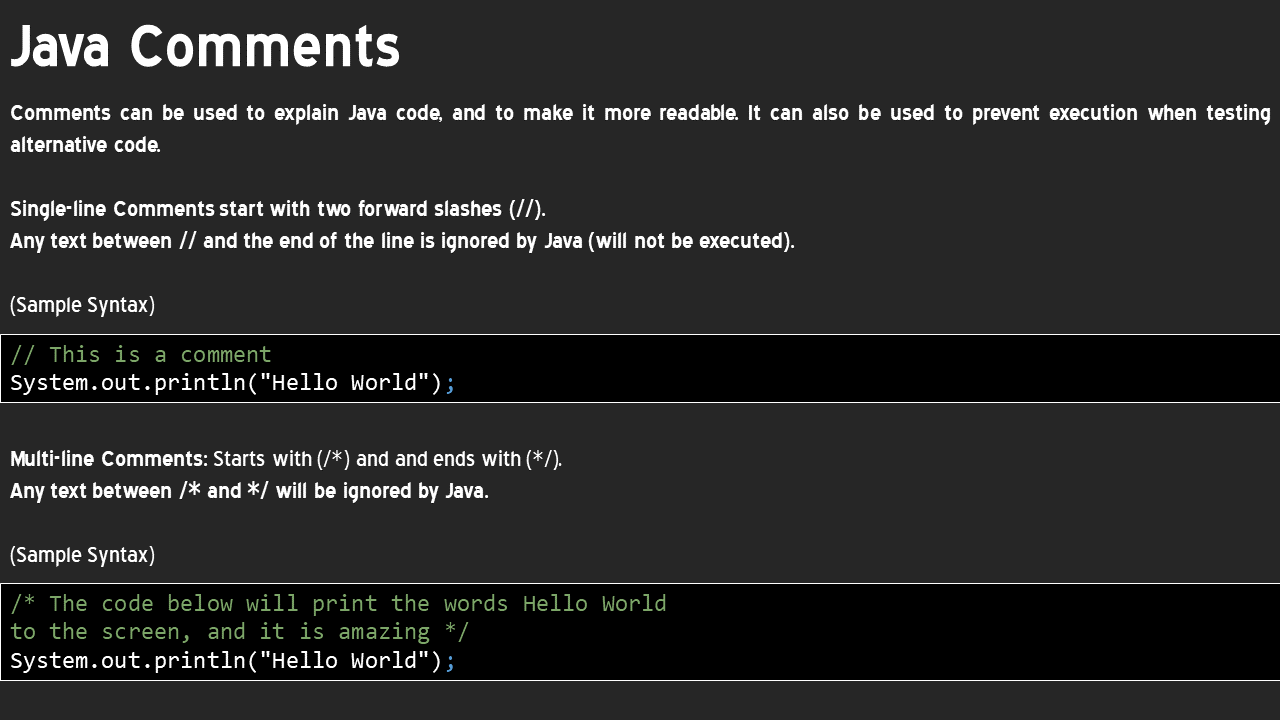 Java Comments
Comments can be used to explain Java code, and to make it more readable. It can also be used to prevent execution when testing
alternative code.
Single-line Comments start with two forward slashes (//).
Any text between // and the end of the line is ignored by Java (will not be executed).
(Sample Syntax)
// This is a comment
System.out.println("Hello World");
Multi-line Comments: Starts with (/*) and and ends with (*/).
Any text between /* and */ will be ignored by Java.
(Sample Syntax)
/* The code below will print the words Hello World
to the screen, and it is amazing */
System.out.println("Hello World");